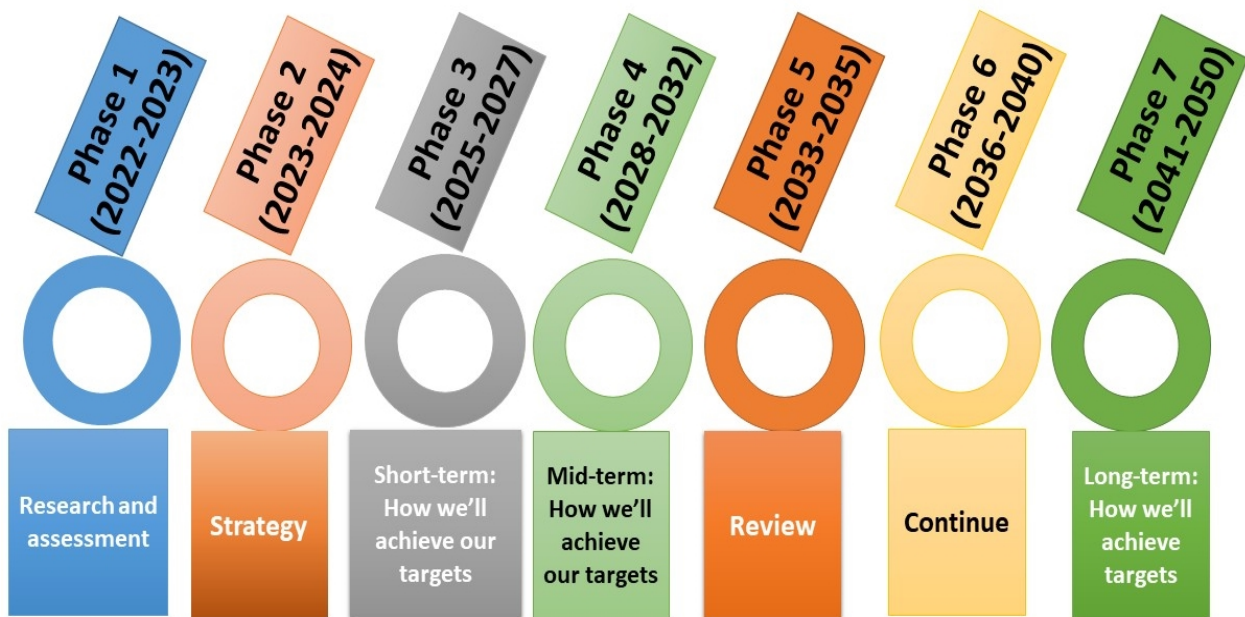 Phase 1
(2022-2023)
Phase 2
(2023-2024)
Phase 3
(2025-2027)
Phase 4
(2028-2032)
Phase 5
(2033-2035)
Phase 6
(2036-2040)
Phase 7
(2041-2050)
Research and
assessment
Strategy
Short-term:
How we’ll
achieve our
targets
Mid-term:
How we’ll
achieve
our targets
Review
Continue
Long-term:
How we’ll
achieve
targets